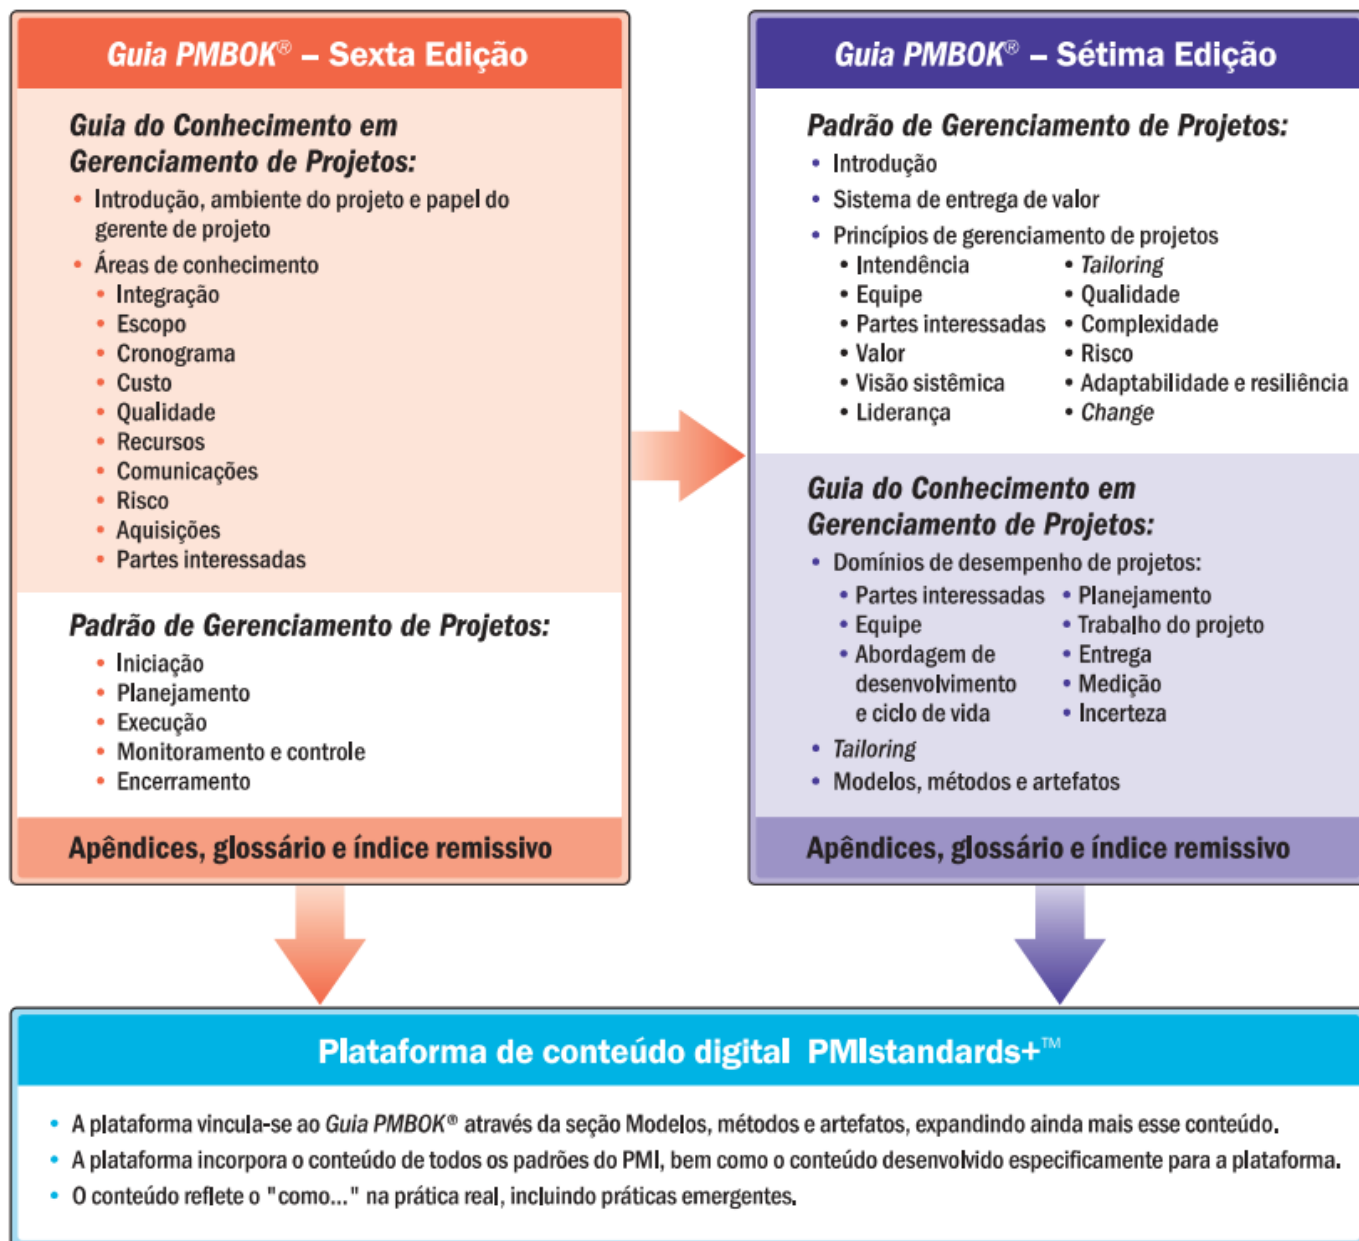 Guia PMBOK® – Sexta Edição
Guia do Conhecimento em
Gerenciamento de Projetos:
• Introdução, ambiente do projeto e papel do
gerente de projeto
• Áreas de conhecimento
• Integração
• Escopo
• Cronograma
• Custo
• Qualidade
• Recursos
• Comunicações
• Risco
• Aquisições
• Partes interessadas
Padrão de Gerenciamento de Projetos:
• Iniciação
• Planejamento
• Execução
• Monitoramento e controle
• Encerramento
Apêndices, glossário e índice remissivo
Guia PMBOK® – Sétima Edição
Padrão de Gerenciamento de Projetos:
• Introdução
• Sistema de entrega de valor
• Princípios de gerenciamento de projetos
• Intendência
• Equipe
• Partes interessadas
• Valor
• Visão sistêmica
• Liderança
• Tailoring
• Qualidade
• Complexidade
• Risco
• Adaptabilidade e resiliência
• Change
Guia do Conhecimento em
Gerenciamento de Projetos:
• Domínios de desempenho de projetos:
• Partes interessadas
• Equipe
• Abordagem de
desenvolvimento
e ciclo de vida
• Planejamento
• Trabalho do projeto
• Entrega
• Medição
• Incerteza
• Tailoring
• Modelos, métodos e artefatos
Apêndices, glossário e índice remissivo
Plataforma de conteúdo digital PMIstandards+™
• A plataforma vincula-se ao Guia PMBOK® através da seção Modelos, métodos e artefatos, expandindo ainda mais esse conteúdo.
• A plataforma incorpora o conteúdo de todos os padrões do PMI, bem como o conteúdo desenvolvido especificamente para a plataforma.
• O conteúdo reflete o "como..." na prática real, incluindo práticas emergentes.